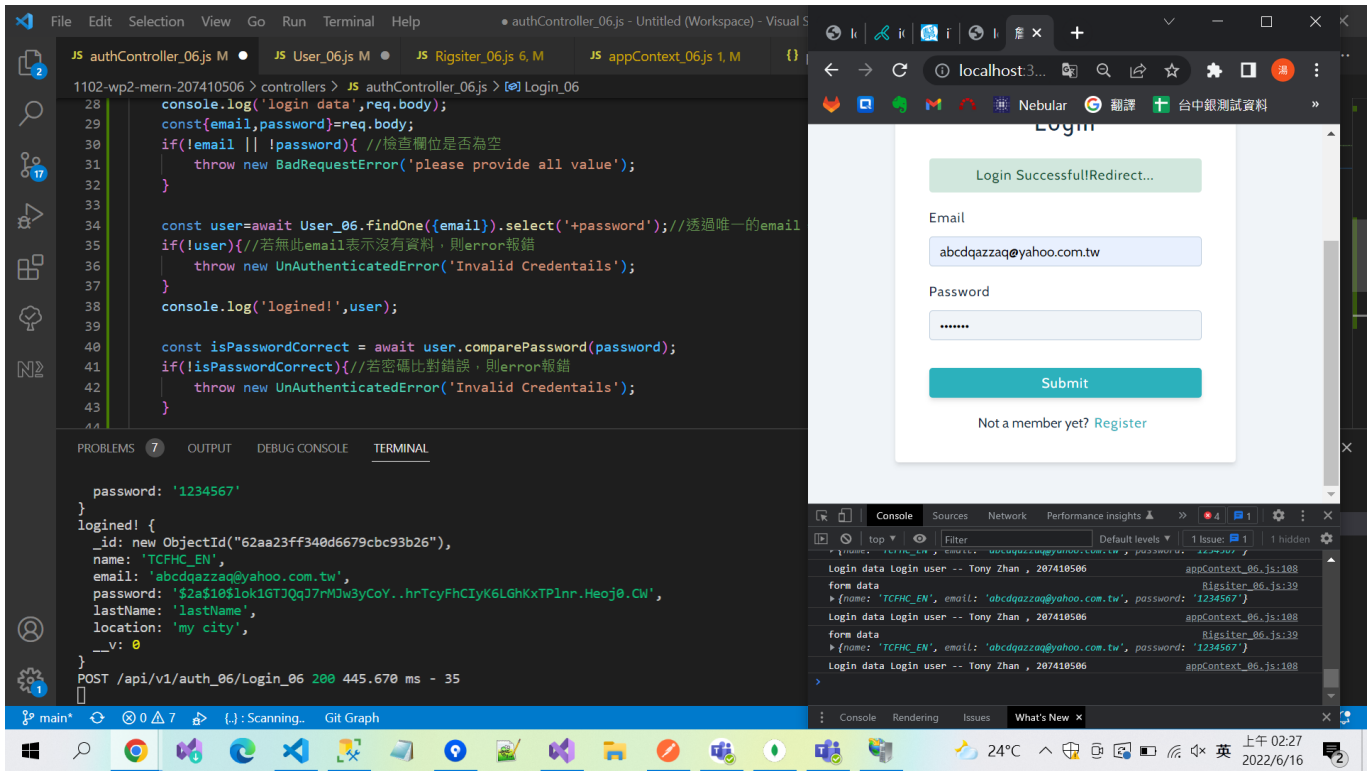 File Edit Selection View Go Run Terminal Help
● authController_06.js - Untitled (Workspace) - Visual S
JS authController_06.js M ●
JS User_06.js M ●
JS Rigsiter_06.js 6, M
JS appContext_06.js 1, M
{}
1102-wp2-mern-207410506 > controllers > JS authController_06.js > Login_06
28 console.log('login data',req.body);
29 const{email,password}=req.body;
30 if(!email || !password){ //檢查欄位是否為空
31 throw new BadRequestError('please provide all value');
32 }
33
34 const user=await User_06.findOne({email}).select('+password');//透過唯一的email
35 if(!user){//若無此email表示沒有資料，則error報錯
36 throw new UnAuthenticatedError('Invalid Credentails');
37 }
38 console.log('logined!',user);
39
40 const isPasswordCorrect = await user.comparePassword(password);
41 if(!isPasswordCorrect){//若密碼比對錯誤，則error報錯
42 throw new UnAuthenticatedError('Invalid Credentails');
43 }
44
PROBLEMS 7 OUTPUT DEBUG CONSOLE TERMINAL
password: '1234567'
}
logined! {
_id: new ObjectId("62aa23ff340d6679cbc93b26"),
name: 'TCFHC_EN',
email: 'abcdqazzaq@yahoo.com.tw',
password: '$2a$10$lok1GTJQqJ7rMJw3yCoY..hrTcyFhCIyK6LGhKxTPlnr.Heoj0.CW',
lastName: 'lastName',
location: 'my city',
__v: 0
}
POST /api/v1/auth_06/Login_06 200 445.670 ms - 35
main* 0 7 {..} : Scanning.. Git Graph
localhost:3...
湯
Nebular
翻譯
台中銀測試資料
»
Login
Login Successful!Redirect...
Email
abcdqazzaq@yahoo.com.tw
Password
•••••••
Submit
Not a member yet? Register
Console Sources Network Performance insights » 4 1
top ▼ Filter Default levels ▼ 1 Issue: 1 1 hidden
{name: 'TCFHC_EN', email: 'abcdqazzaq@yahoo.com.tw', password: '1234567'}
Login data Login user -- Tony Zhan , 207410506 appContext_06.js:108
form data Rigsiter_06.js:39
{name: 'TCFHC_EN', email: 'abcdqazzaq@yahoo.com.tw', password: '1234567'}
Login data Login user -- Tony Zhan , 207410506 appContext_06.js:108
form data Rigsiter_06.js:39
{name: 'TCFHC_EN', email: 'abcdqazzaq@yahoo.com.tw', password: '1234567'}
Login data Login user -- Tony Zhan , 207410506 appContext_06.js:108
Console Rendering Issues What's New ×
24°C 英 上午 02:27
2022/6/16
2